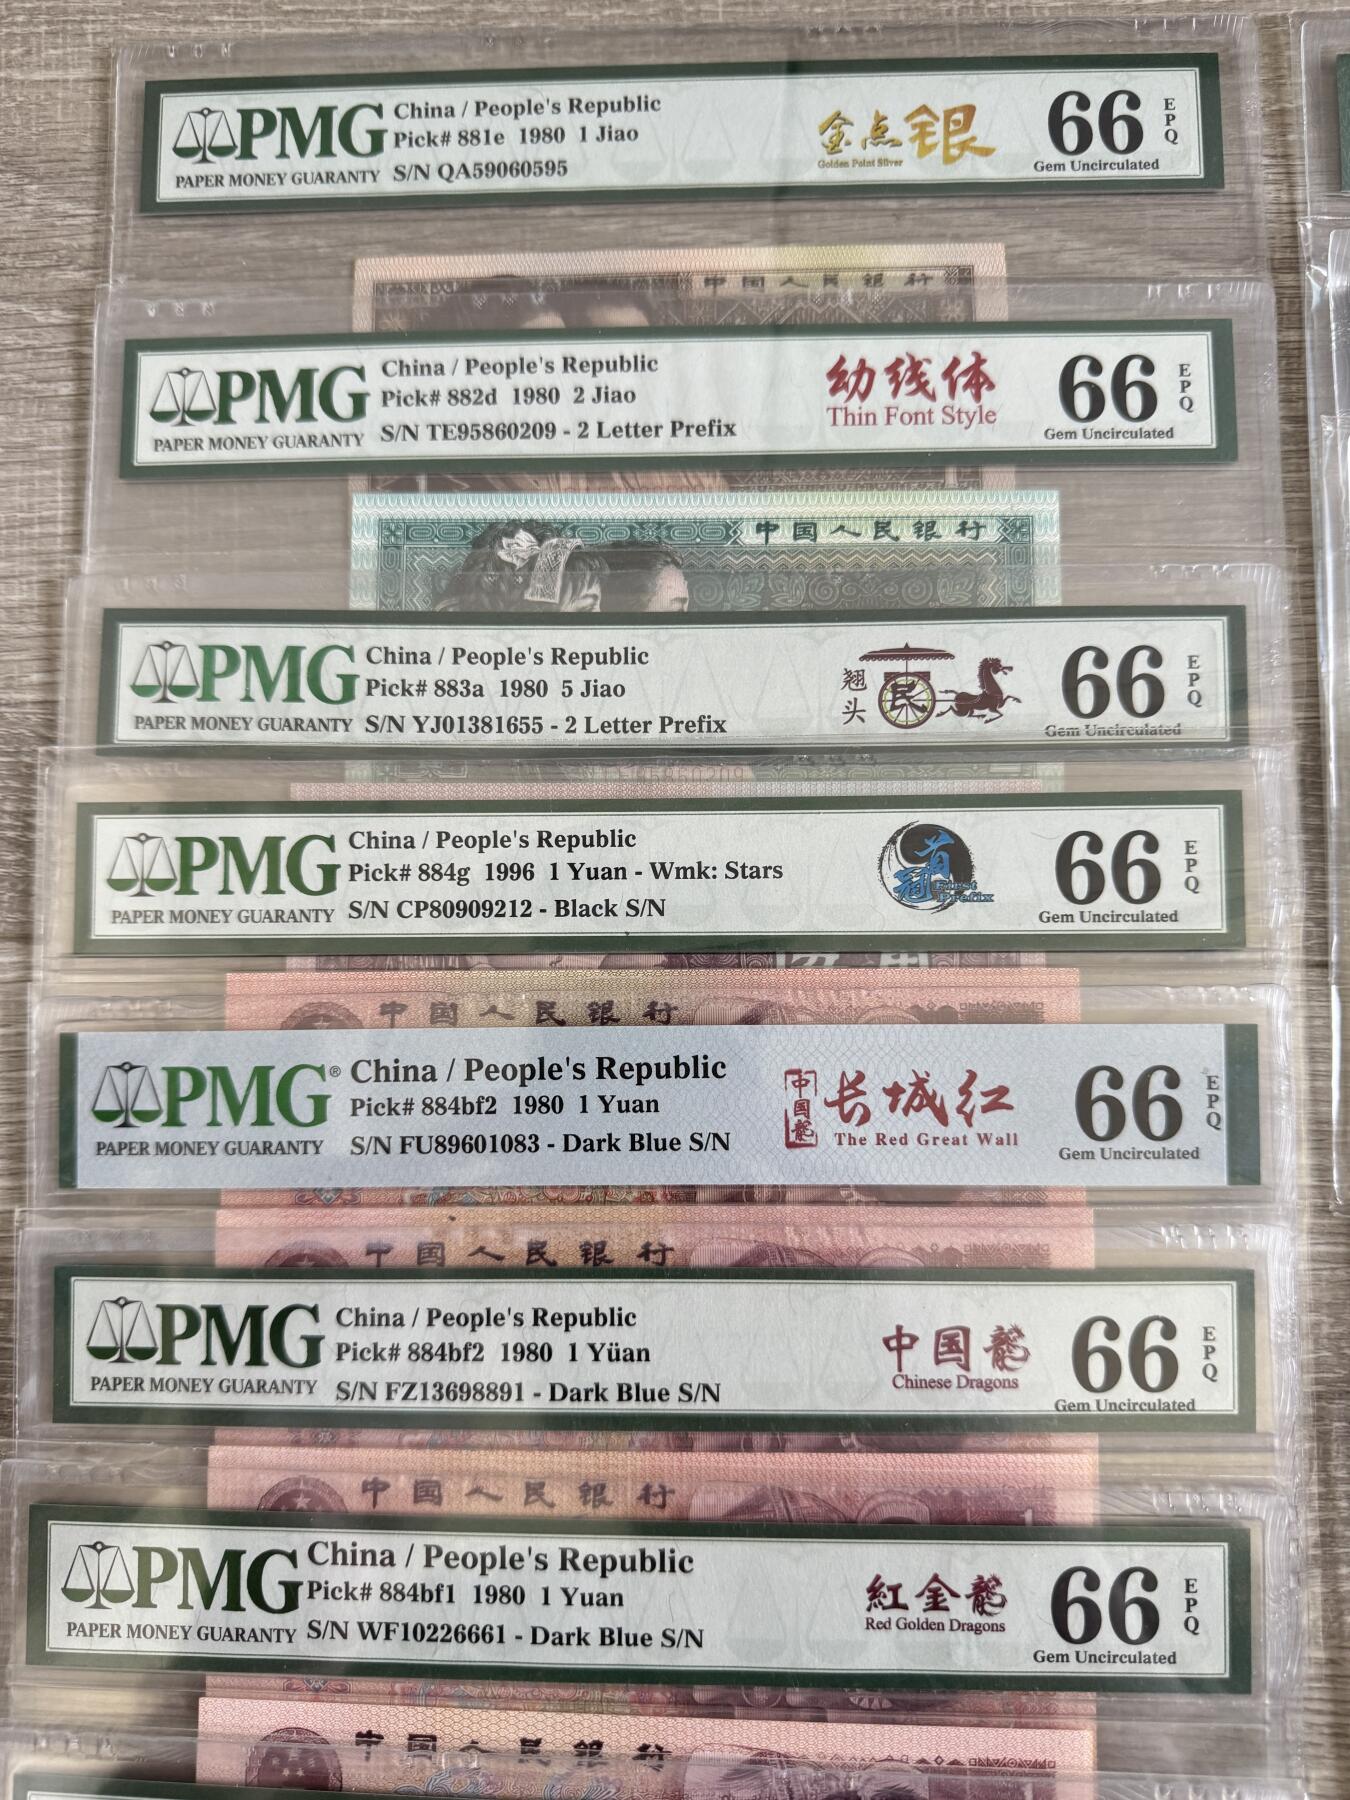 PMG
PAPER MONEY GUARANTY
China / People's Republic
Pick# 881e 1980 1 Jiao
S/N QA59060595
金点银
Golden Point Silver
66
EPQ
Gem Uncirculated
中国人民银行
PMG
PAPER MONEY GUARANTY
China / People's Republic
Pick# 882d 1980 2 Jiao
S/N TE95860209 - 2 Letter Prefix
幼线体
Thin Font Style
66
EPQ
Gem Uncirculated
中国人民银行
PMG
PAPER MONEY GUARANTY
China / People's Republic
Pick# 883a 1980 5 Jiao
S/N YJ01381655 - 2 Letter Prefix
翘头
民
66
EPQ
Gem Uncirculated
PMG
PAPER MONEY GUARANTY
China / People's Republic
Pick# 884g 1996 1 Yuan - Wmk: Stars
S/N CP80909212 - Black S/N
首冠
First
Prefix
66
EPQ
Gem Uncirculated
中国人民银行
PMG®
PAPER MONEY GUARANTY
China / People's Republic
Pick# 884bf2 1980 1 Yuan
S/N FU89601083 - Dark Blue S/N
中国龍
长城红
The Red Great Wall
66
EPQ
Gem Uncirculated
中国人民银行
PMG
PAPER MONEY GUARANTY
China / People's Republic
Pick# 884bf2 1980 1 Yüan
S/N FZ13698891 - Dark Blue S/N
中国龍
Chinese Dragons
66
EPQ
Gem Uncirculated
中国人民银行
PMG
PAPER MONEY GUARANTY
China / People's Republic
Pick# 884bf1 1980 1 Yuan
S/N WF10226661 - Dark Blue S/N
紅金龍
Red Golden Dragons
66
EPQ
Gem Uncirculated
中国人民银行